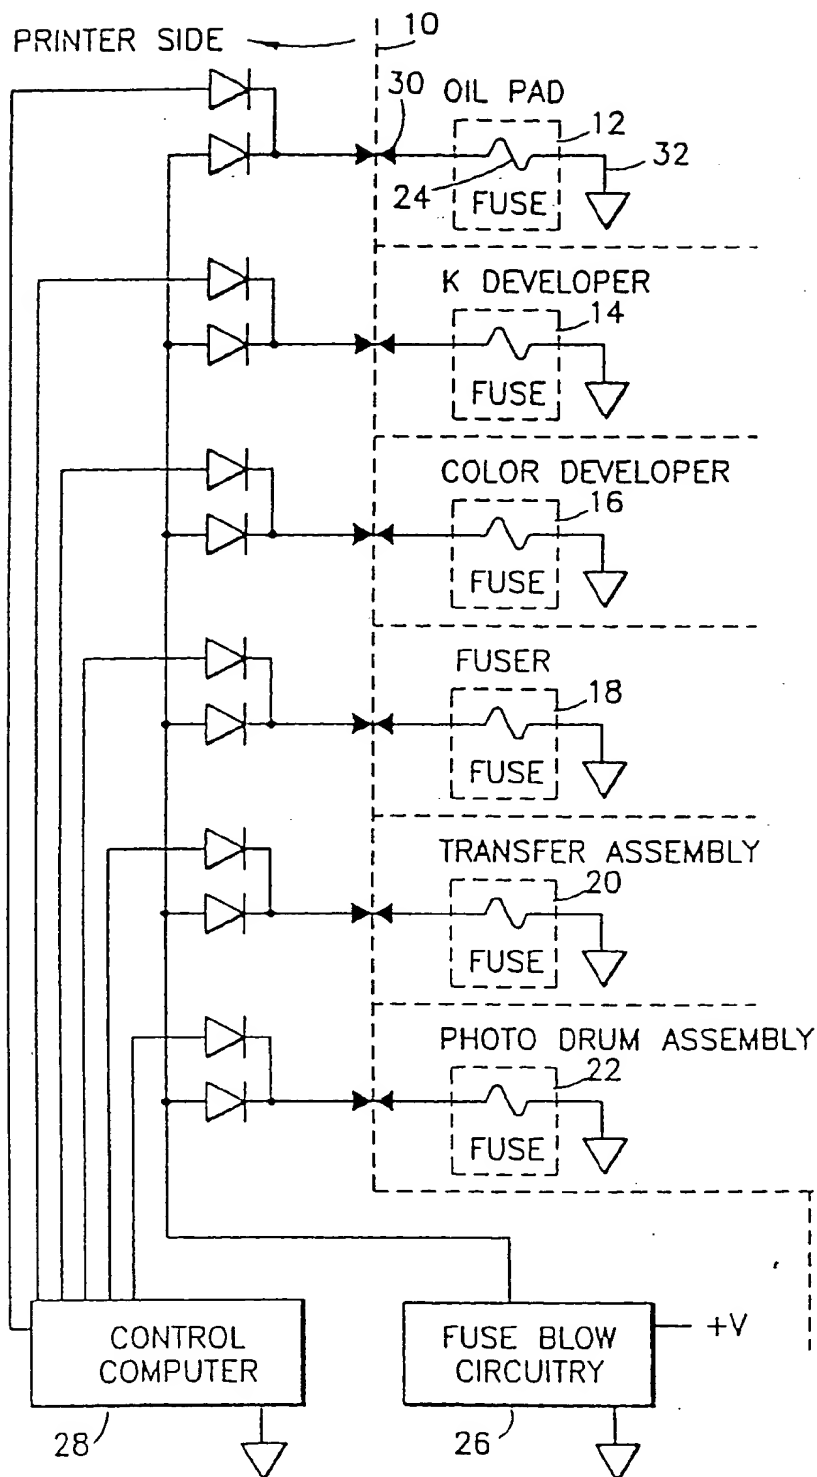 PRINTER SIDE
10
30
OIL PAD
12
32
24
FUSE
K DEVELOPER
14
FUSE
COLOR DEVELOPER
16
FUSE
FUSER
18
FUSE
TRANSFER ASSEMBLY
20
FUSE
PHOTO DRUM ASSEMBLY
22
FUSE
CONTROL
COMPUTER
28
FUSE BLOW
CIRCUITRY
26
+V